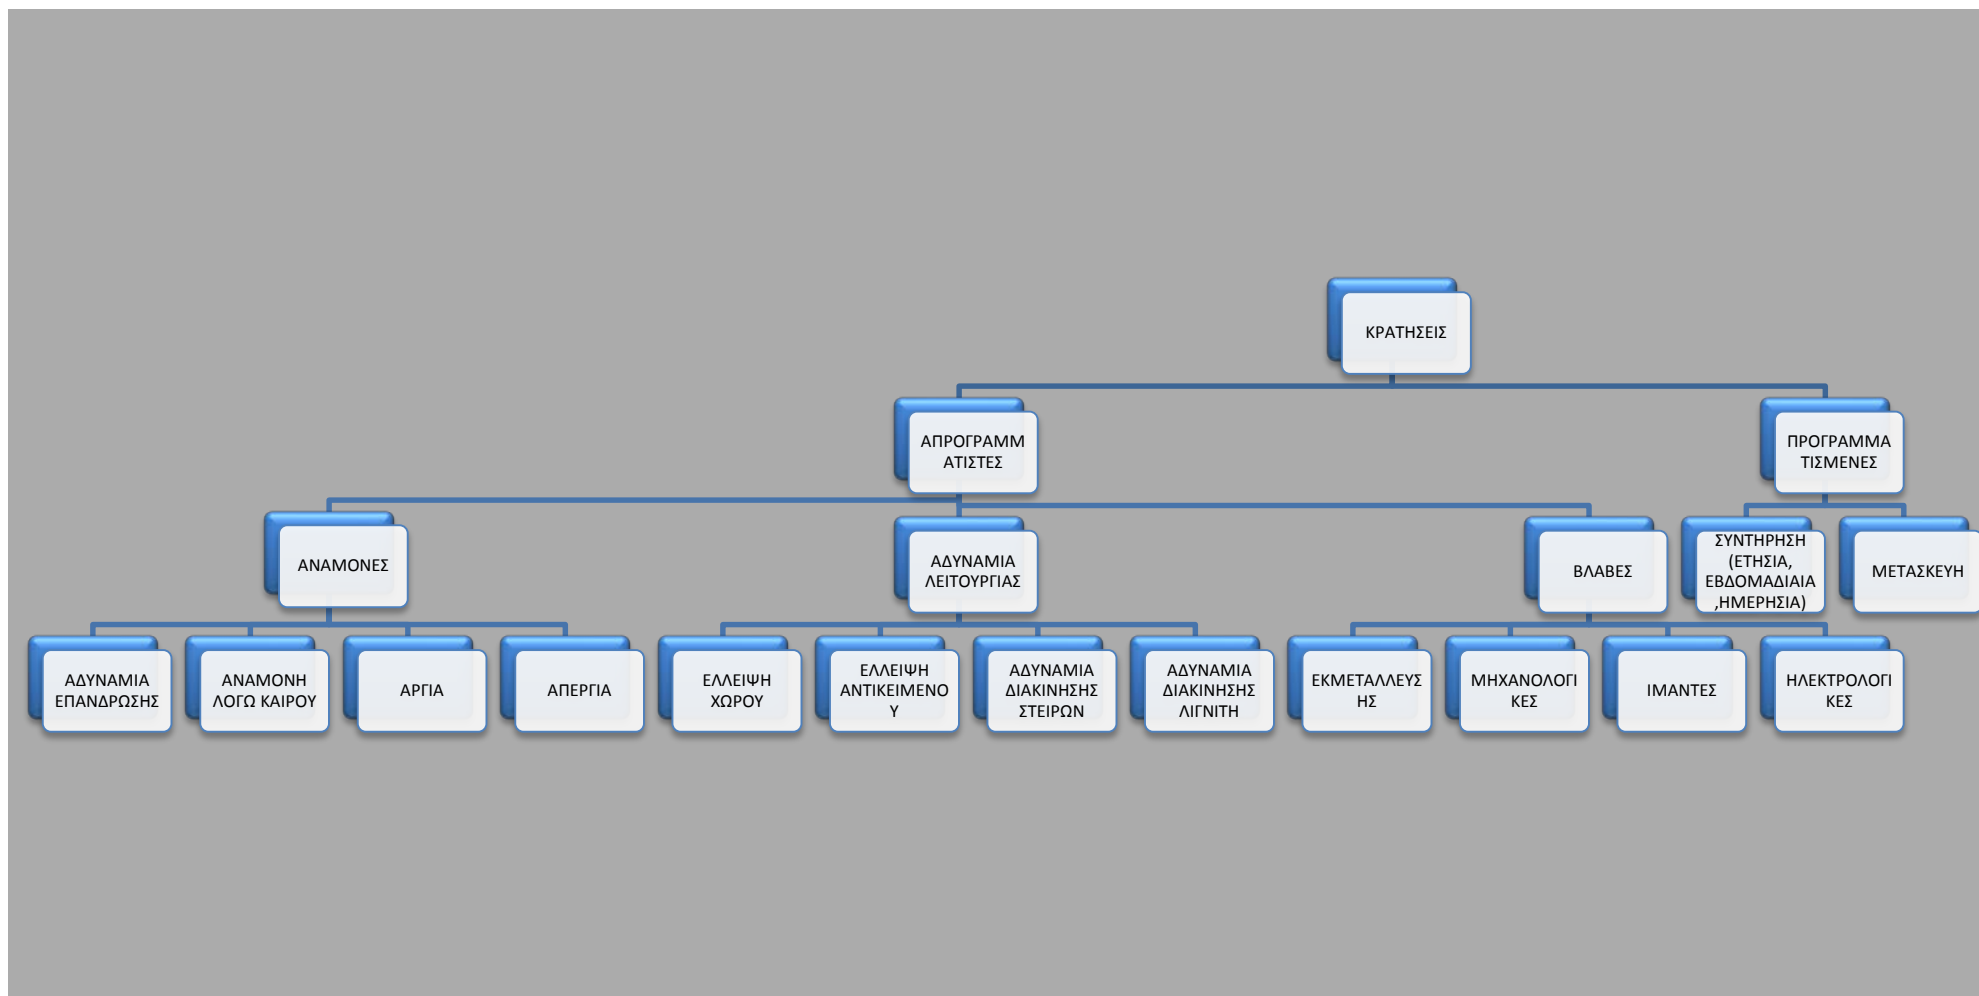 ΚΡΑΤΗΣΕΙΣ
ΑΠΡΟΓΡΑΜΜ
ΑΤΙΣΤΕΣ
ΠΡΟΓΡΑΜΜΑ
ΤΙΣΜΕΝΕΣ
ΑΝΑΜΟΝΕΣ
ΑΔΥΝΑΜΙΑ
ΛΕΙΤΟΥΡΓΙΑΣ
ΒΛΑΒΕΣ
ΣΥΝΤΗΡΗΣΗ
(ΕΤΗΣΙΑ,
ΕΒΔΟΜΑΔΙΑΙΑ
,ΗΜΕΡΗΣΙΑ)
ΜΕΤΑΣΚΕΥΗ
ΑΔΥΝΑΜΙΑ
ΕΠΑΝΔΡΩΣΗΣ
ΑΝΑΜΟΝΗ
ΛΟΓΩ ΚΑΙΡΟΥ
ΑΡΓΙΑ
ΑΠΕΡΓΙΑ
ΕΛΛΕΙΨΗ
ΧΩΡΟΥ
ΕΛΛΕΙΨΗ
ΑΝΤΙΚΕΙΜΕΝΟ
Υ
ΑΔΥΝΑΜΙΑ
ΔΙΑΚΙΝΗΣΗΣ
ΣΤΕΙΡΩΝ
ΑΔΥΝΑΜΙΑ
ΔΙΑΚΙΝΗΣΗΣ
ΛΙΓΝΙΤΗ
ΕΚΜΕΤΑΛΛΕΥΣ
ΗΣ
ΜΗΧΑΝΟΛΟΓΙ
ΚΕΣ
ΙΜΑΝΤΕΣ
ΗΛΕΚΤΡΟΛΟΓΙ
ΚΕΣ